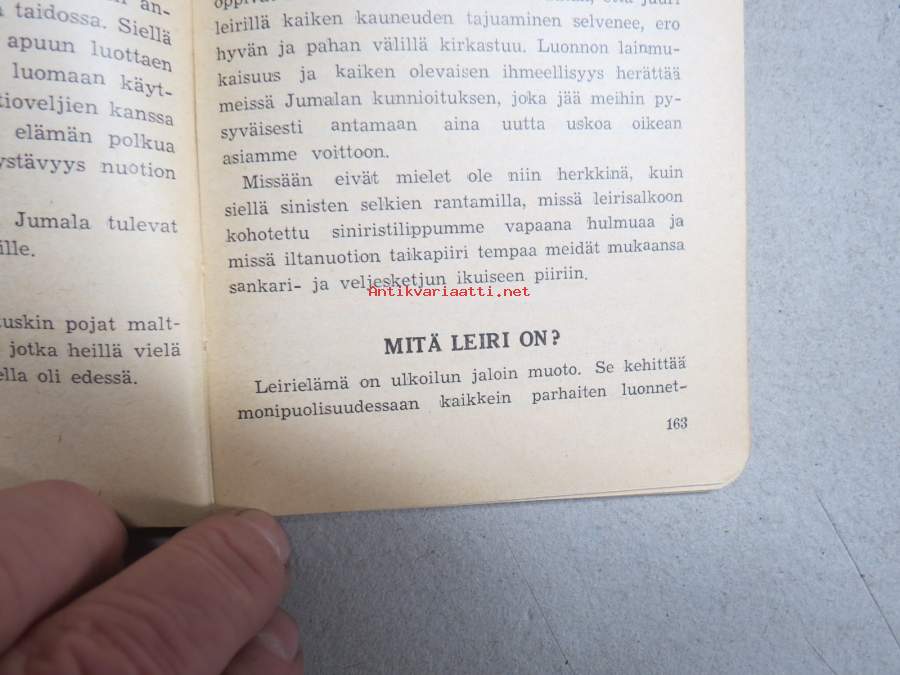 an-
taidossa. Siellä
apuun luottaen
luomaan käyt-
kanssa
elämän polkua
nuotion
Jumala tulevat
pojat malt-
jotka heillä vielä
oli edessä.
leirillä kaiken kauneuden tajuaminen selvenee, ero
hyvän ja pahan välillä kirkastuu. Luonnon lainmu-
kaisuus ja kaiken olevaisen ihmeellisyys herättää
meissä Jumalan kunnioituksen, joka jää meihin py-
syväisesti antamaan aina uutta uskoa oikean
asiamme voittoon.
Missään eivät mielet ole niin herkkinä, kuin
siellä sinisten selkien rantamilla, missä leirisalkoon
kohotettu siniristilippumme vapaana hulmuaa ja
missä iltanuotion taikapiiri tempaa meidät mukaansa
sankari- ja veljesketjun ikuiseen piiriin.
Antikvariaatti.net
MITÄ LEIRI ON?
Leirielämä on ulkoilun jaloin muoto. Se kehittää
monipuolisuudessaan kaikkein parhaiten luonnet-
163